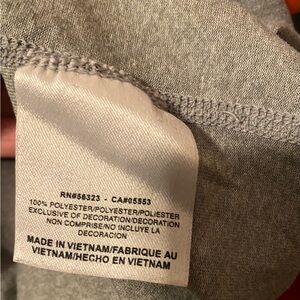 RN#56323 - CA#05553
100% POLYESTER/POLYESTER/POLIESTER
EXCLUSIVE OF DECORATION/DECORATION
NON COMPRISE/NO INCLUYE LA
DECORACION
MADE IN VIETNAM/FABRIQUE AU
VIETNAM/HECHO EN VIETNAM